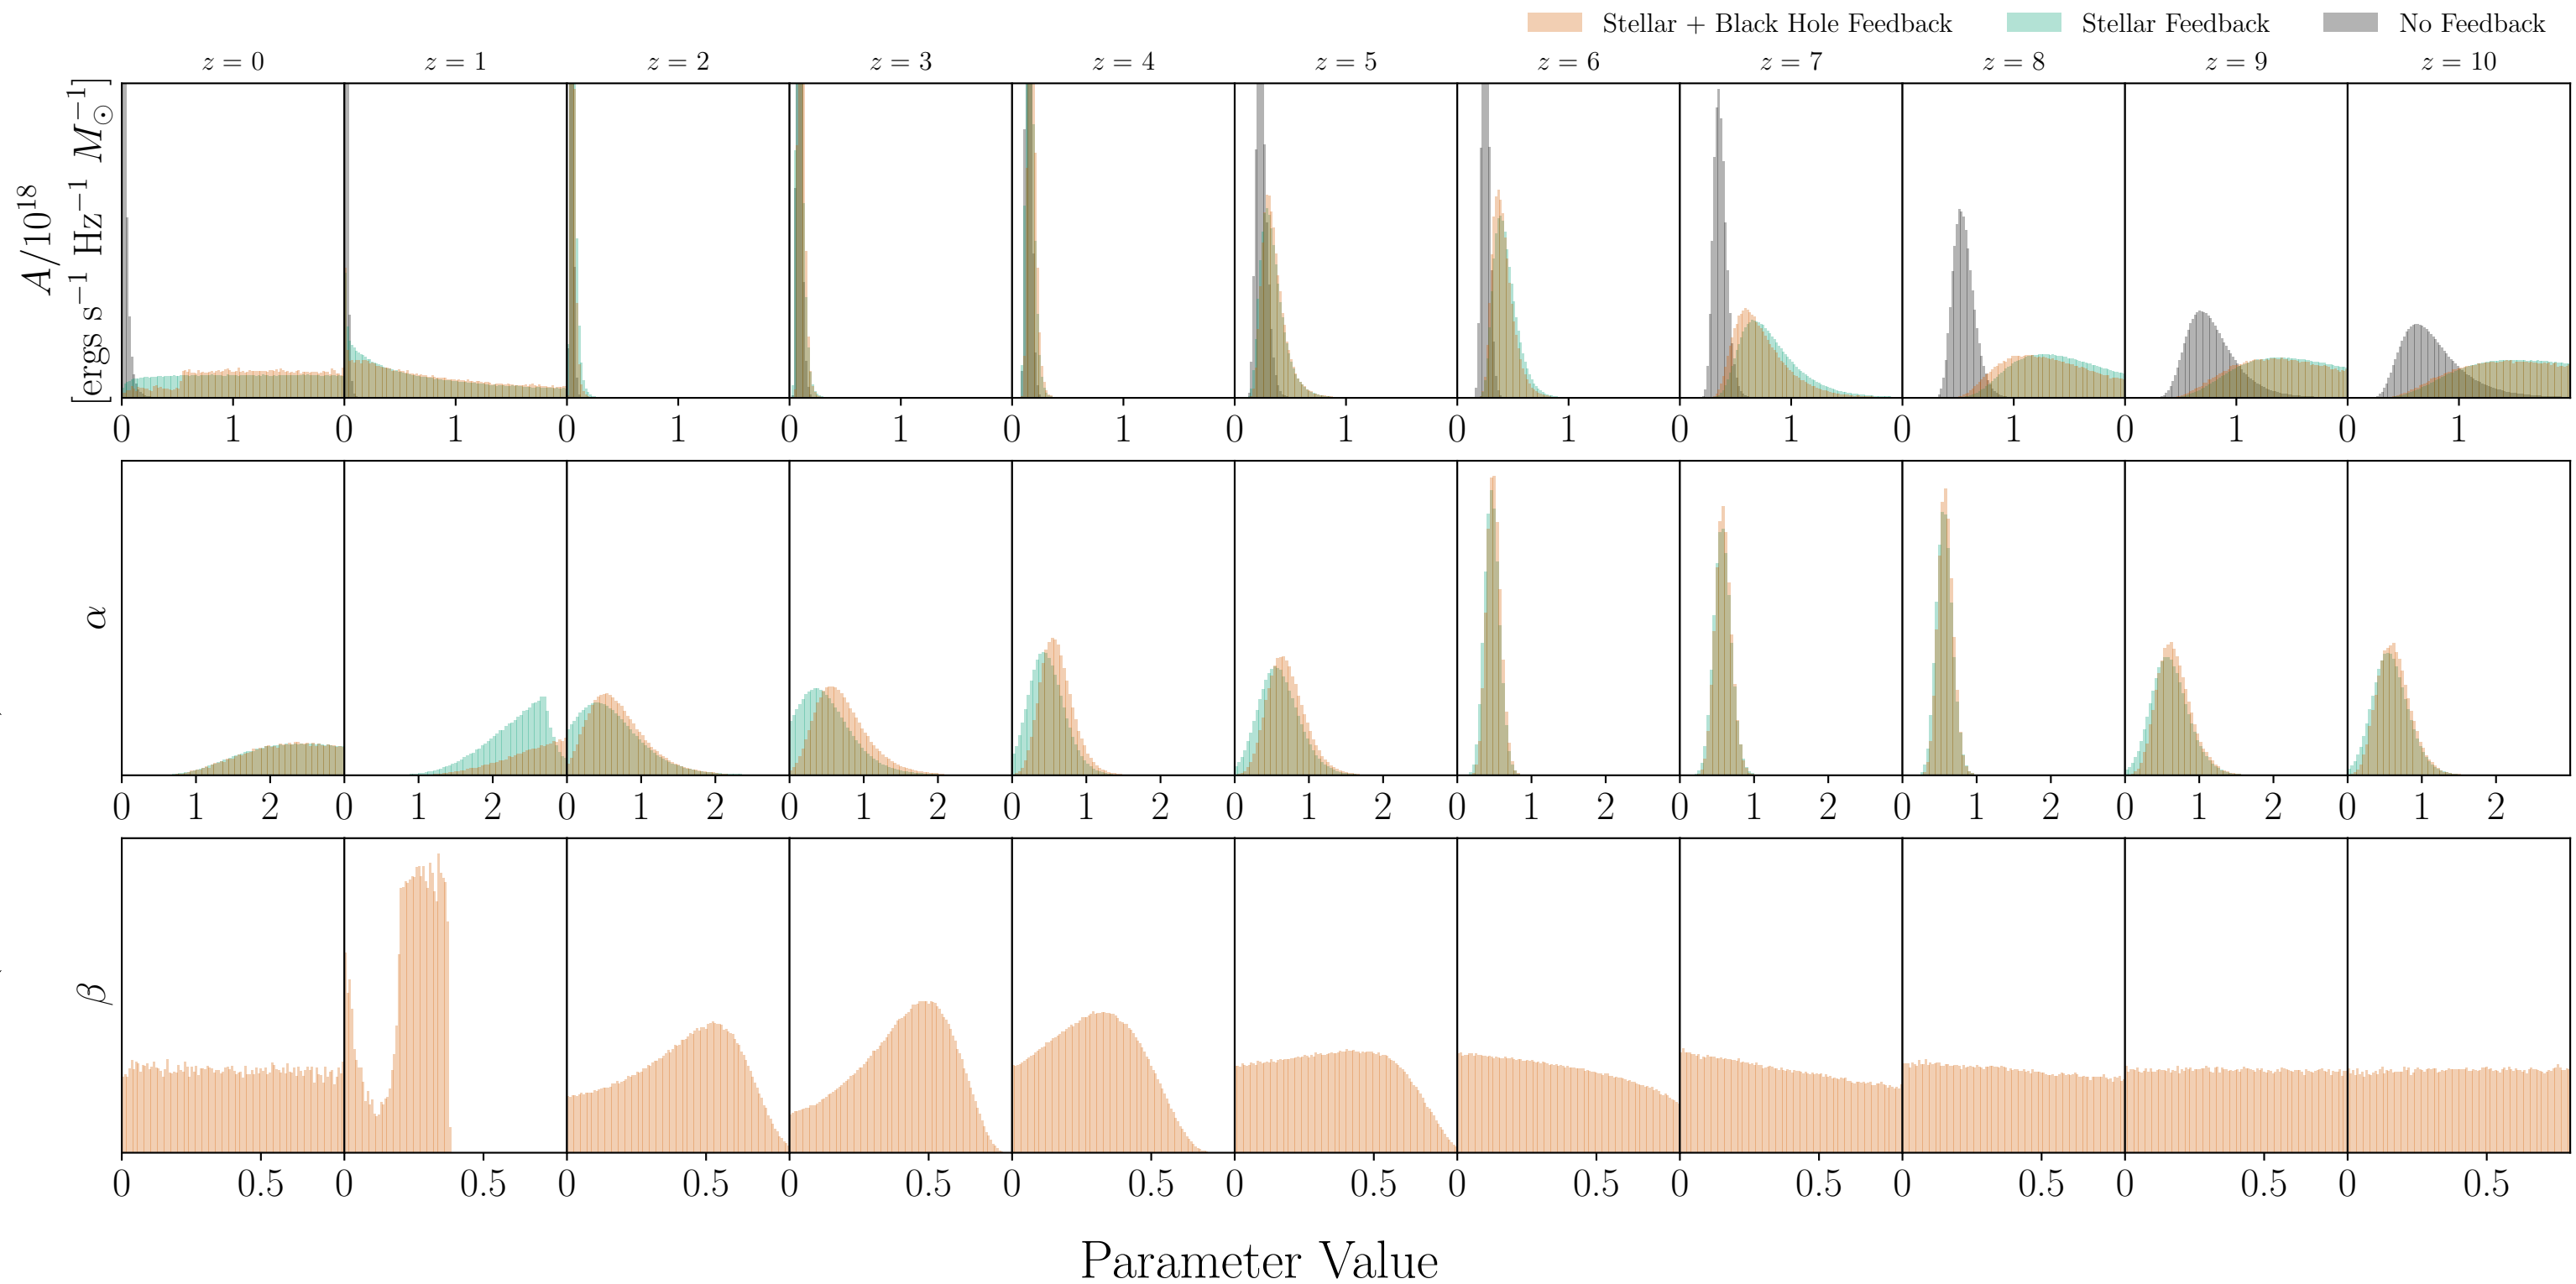 Stellar + Black Hole Feedback Stellar Feedback No Feedback
z = 0 z = 1 z = 2 z = 3 z = 4 z = 5 z = 6 z = 7 z = 8 z = 9 z = 10
A/10^18
[ergs s^−1 Hz^−1 M_⊙^−1]
0 1 0 1 0 1 0 1 0 1 0 1 0 1 0 1 0 1 0 1 0 1
α
0 1 2 0 1 2 0 1 2 0 1 2 0 1 2 0 1 2 0 1 2 0 1 2 0 1 2 0 1 2 0 1 2
β
0 0.5 0 0.5 0 0.5 0 0.5 0 0.5 0 0.5 0 0.5 0 0.5 0 0.5 0 0.5 0 0.5
Parameter Value